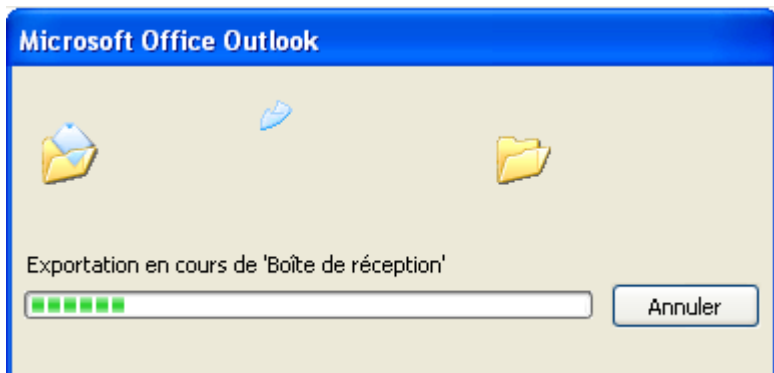 Microsoft Office Outlook
Exportation en cours de 'Boîte de réception'
Annuler